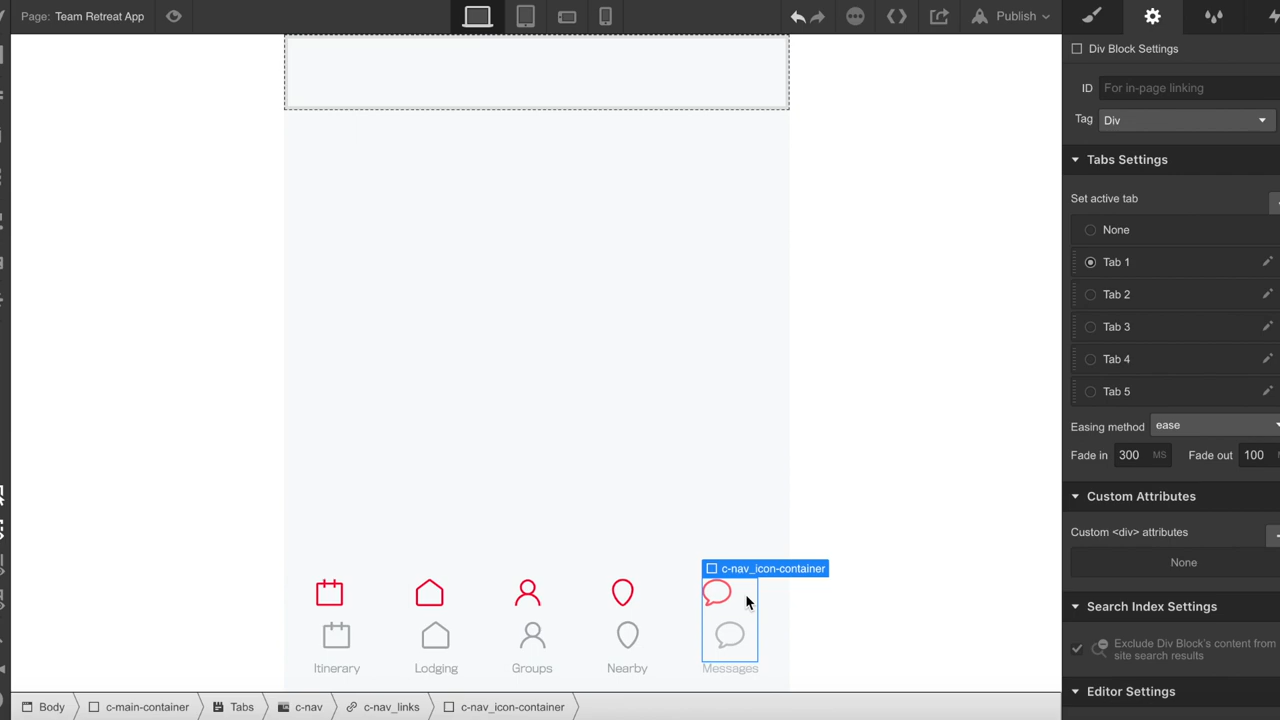 Page: Team Retreat App
Publish
Div Block Settings
ID For in-page linking
Tag Div
Tabs Settings
Set active tab
None
Tab 1
Tab 2
Tab 3
Tab 4
Tab 5
Easing method ease
Fade in 300 MS Fade out 100
Custom Attributes
Custom <div> attributes
None
Search Index Settings
Exclude Div Block's content from
site search results
Editor Settings
c-nav_icon-container
Itinerary Lodging Groups Nearby Messages
Body c-main-container Tabs c-nav c-nav_links c-nav_icon-container